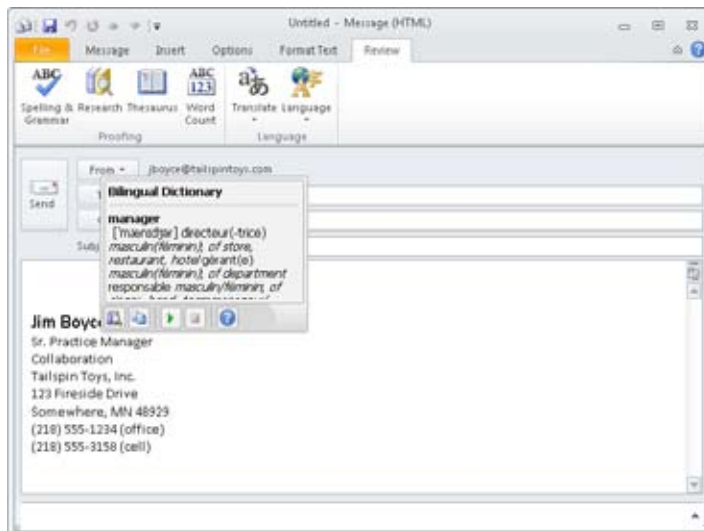 Untitled - Message (HTML)
File Message Insert Options Format Text Review
ABC ABC 123
Spelling & Grammar Research Thesaurus Word Count Translate Language
Proofing Language
From jboyce@tailspintoys.com
Send
Bilingual Dictionary
manager
directeur(-trice)
masculin(féminin); of store,
restaurant, hotel gérant(e)
masculin(féminin); of department
responsable masculin/féminin; of
Jim Boyce
Sr. Practice Manager
Collaboration
Tailspin Toys, Inc.
123 Fireside Drive
Somewhere, MN 48929
(218) 555-1234 (office)
(218) 555-3158 (cell)